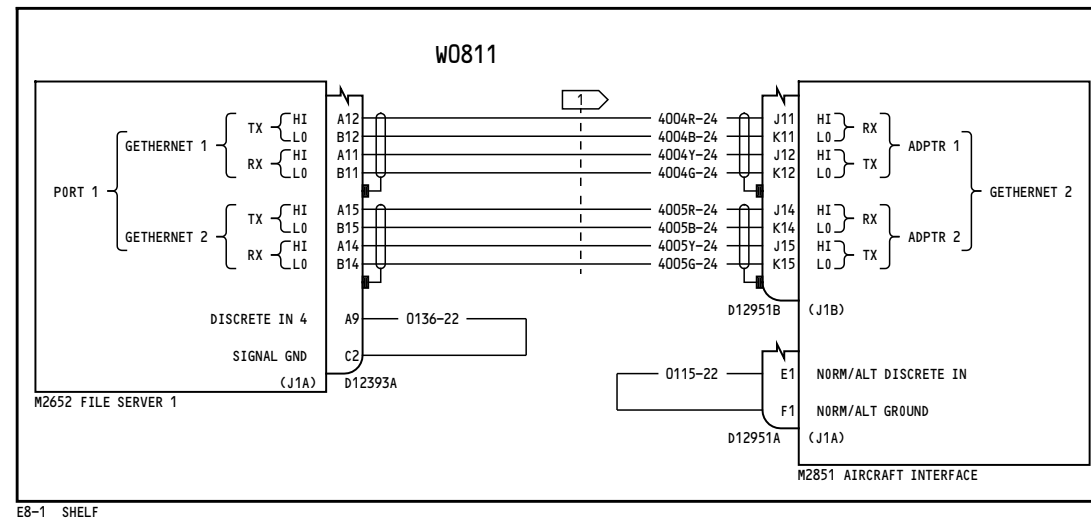 W0811
1
A12 4004R-24 J11
HI HI
TX RX
B12 4004B-24 K11
LO LO
GETHERNET 1 ADPTR 1
A11 4004Y-24 J12
HI HI
RX TX
B11 4004G-24 K12
LO LO
PORT 1 GETHERNET 2
A15 4005R-24 J14
HI HI
TX RX
B15 4005B-24 K14
LO LO
GETHERNET 2 ADPTR 2
A14 4005Y-24 J15
HI HI
RX TX
B14 4005G-24 K15
LO LO
D12951B (J1B)
DISCRETE IN 4 A9 0136-22
SIGNAL GND C2
(J1A) D12393A
M2652 FILE SERVER 1
0115-22 E1 NORM/ALT DISCRETE IN
F1 NORM/ALT GROUND
D12951A (J1A)
M2851 AIRCRAFT INTERFACE
E8-1 SHELF